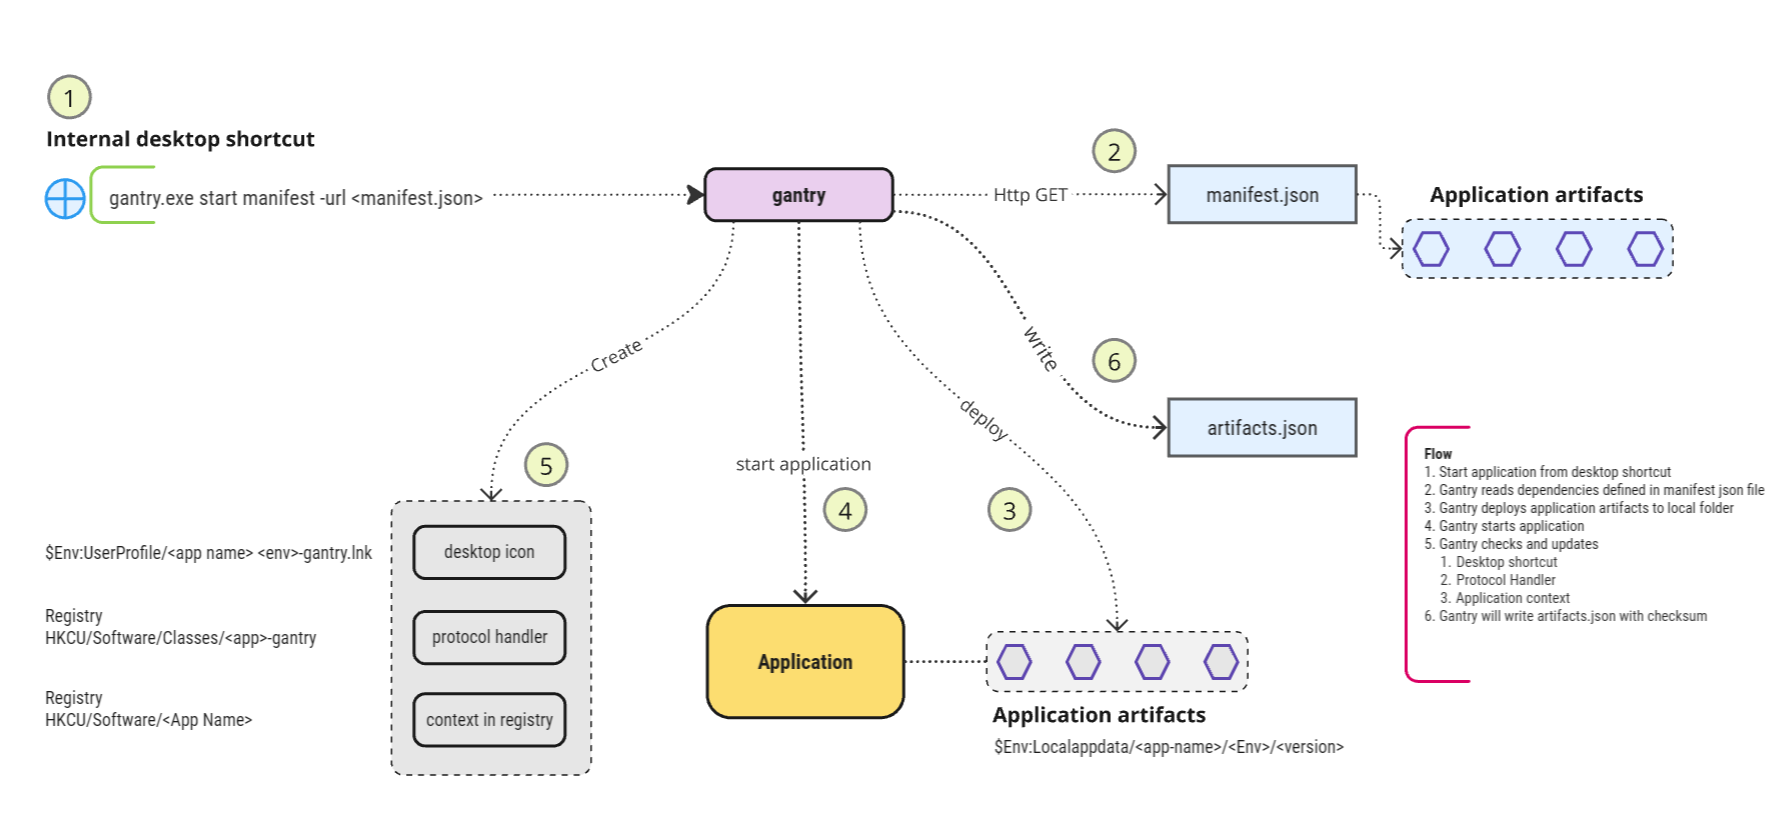 1
Internal desktop shortcut
gantry.exe start manifest -url <manifest.json>
gantry
2
Http GET
manifest.json
Application artifacts
Create
write
6
artifacts.json
deploy
5
start application
4
3
$Env:UserProfile/<app name> <env>-gantry.lnk
desktop icon
Registry
HKCU/Software/Classes/<app>-gantry
protocol handler
Registry
HKCU/Software/<App Name>
context in registry
Application
Application artifacts
$Env:Localappdata/<app-name>/<Env>/<version>
Flow
1. Start application from desktop shortcut
2. Gantry reads dependencies defined in manifest json file
3. Gantry deploys application artifacts to local folder
4. Gantry starts application
5. Gantry checks and updates
1. Desktop shortcut
2. Protocol Handler
3. Application context
6. Gantry will write artifacts.json with checksum